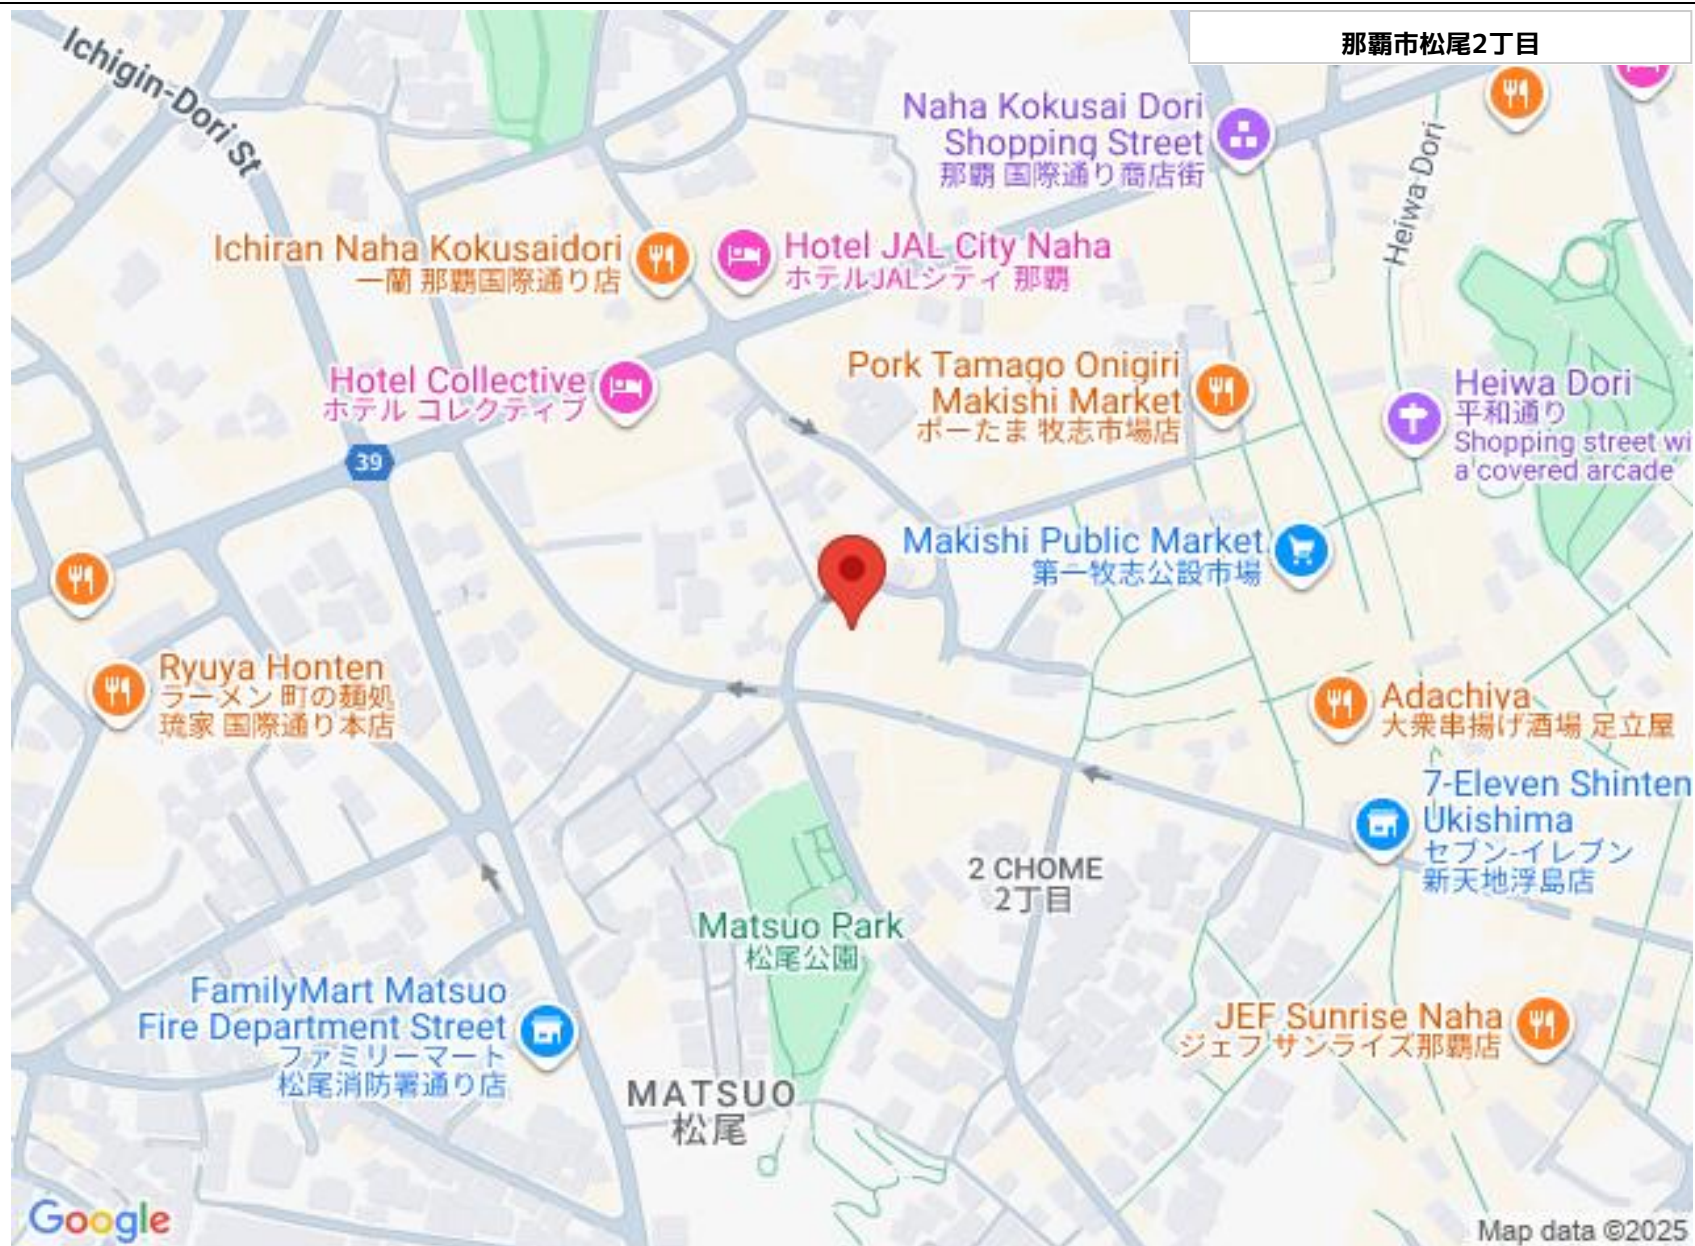 那覇市松尾2丁目
Ichigin-Dori St
Naha Kokusai Dori
Shopping Street
那覇 国際通り商店街
Heiwa Dori
Ichiran Naha Kokusaidori
一蘭 那覇国際通り店
Hotel JAL City Naha
ホテルJALシティ 那覇
Hotel Collective
ホテル コレクティブ
Pork Tamago Onigiri
Makishi Market
ポーたま 牧志市場店
Heiwa Dori
平和通り
Shopping street wi
a covered arcade
39
Makishi Public Market
第一牧志公設市場
Ryuya Honten
ラーメン 町の麺処
琉家 国際通り本店
Adachiya
大衆串揚げ酒場 足立屋
7-Eleven Shinten
Ukishima
セブン-イレブン
新天地浮島店
2 CHOME
2丁目
Matsuo Park
松尾公園
FamilyMart Matsuo
Fire Department Street
ファミリーマート
松尾消防署通り店
JEF Sunrise Naha
ジェフ サンライズ那覇店
MATSUO
松尾
Google
Map data ©2025